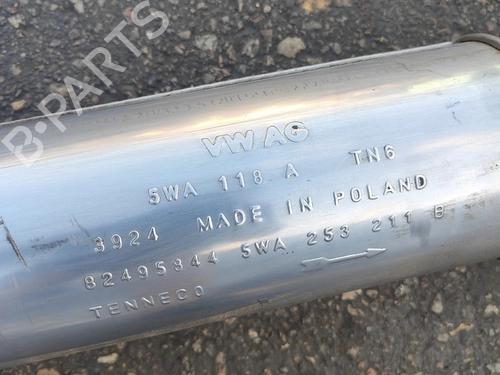 B-PARTS
VW AG
5WA 118 A TN6
3924 MADE IN POLAND
82495844 5WA 253 211 B
TENNECO